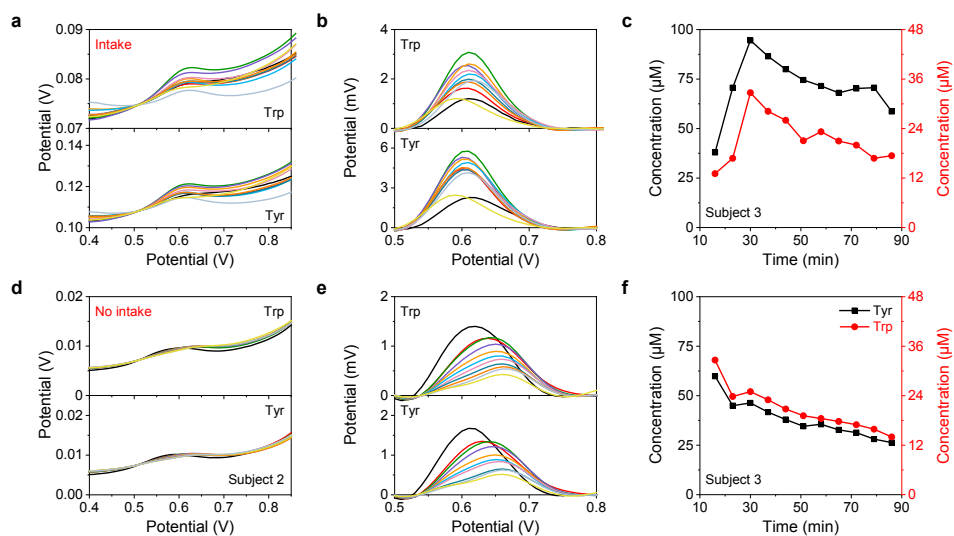 a
Intake
Trp
Tyr
0.09
0.08
0.07
0.14
0.12
0.10
0.4 0.5 0.6 0.7 0.8
Potential (V)
Potential (V)
Potential (V)
b
Trp
Tyr
4
2
0
6
3
0
0.5 0.6 0.7 0.8
Potential (V)
Potential (mV)
Potential (mV)
c
100
75
50
25
0
48
36
24
12
0
10 30 50 70 90
Time (min)
Concentration (μM)
Concentration (μM)
Subject 3
d
No intake
Trp
Tyr
Subject 2
0.02
0.01
0
0.02
0.01
0.00
0.4 0.5 0.6 0.7 0.8
Potential (V)
Potential (V)
Potential (V)
e
Trp
Tyr
2
1
0
2
1
0
0.5 0.6 0.7 0.8
Potential (V)
Potential (mV)
Potential (mV)
f
Tyr
Trp
100
75
50
25
0
48
36
24
12
0
10 30 50 70 90
Time (min)
Concentration (μM)
Concentration (μM)
Subject 3